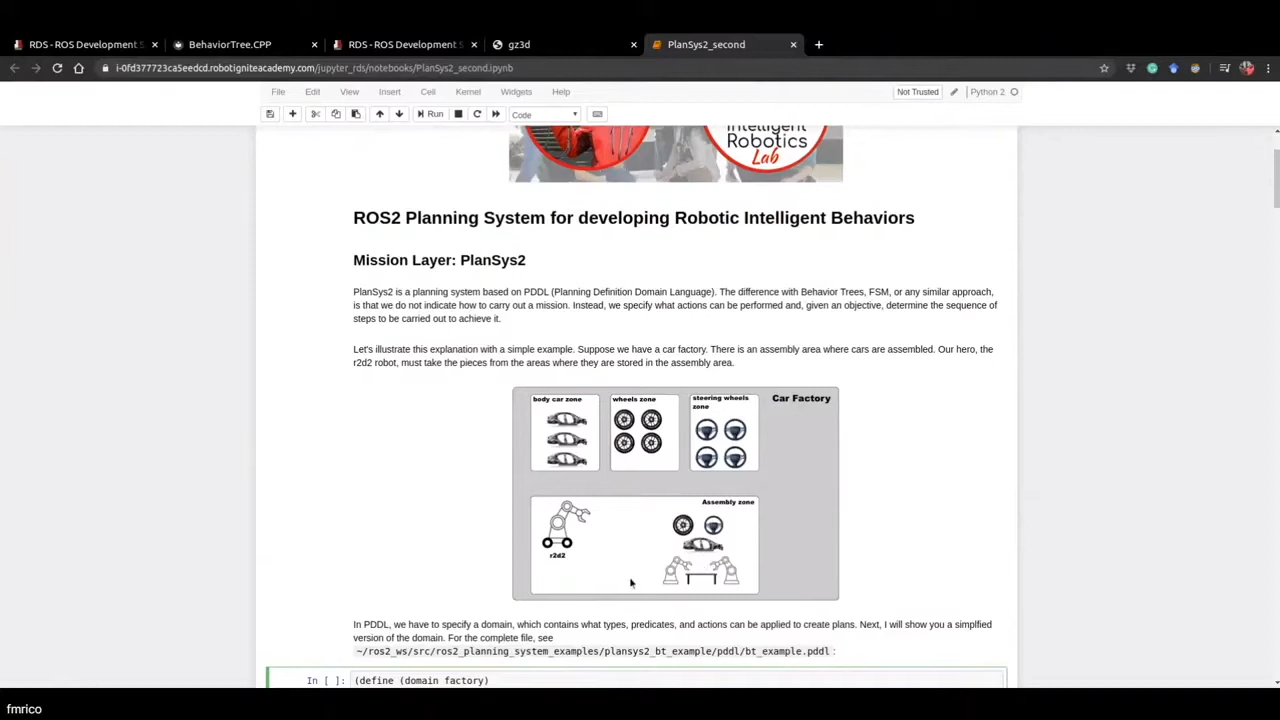 RDS - ROS Development S
BehaviorTree.CPP
RDS - ROS Development S
gz3d
PlanSys2_second
i-0fd377723ca5eedcd.robotigniteacademy.com/jupyter_rds/notebooks/PlanSys2_second.ipynb
File Edit View Insert Cell Kernel Widgets Help
Not Trusted
Python 2
Run
Code
Intelligent
Robotics
Lab
ROS2 Planning System for developing Robotic Intelligent Behaviors
Mission Layer: PlanSys2
PlanSys2 is a planning system based on PDDL (Planning Definition Domain Language). The difference with Behavior Trees, FSM, or any similar approach,
is that we do not indicate how to carry out a mission. Instead, we specify what actions can be performed and, given an objective, determine the sequence of
steps to be carried out to achieve it.
Let's illustrate this explanation with a simple example. Suppose we have a car factory. There is an assembly area where cars are assembled. Our hero, the
r2d2 robot, must take the pieces from the areas where they are stored in the assembly area.
body car zone
wheels zone
steering wheels
zone
Car Factory
Assembly zone
r2d2
In PDDL, we have to specify a domain, which contains what types, predicates, and actions can be applied to create plans. Next, I will show you a simplfied
version of the domain. For the complete file, see
~/ros2_ws/src/ros2_planning_system_examples/plansys2_bt_example/pddl/bt_example.pddl :
In [ ]: (define (domain factory)
fmrico